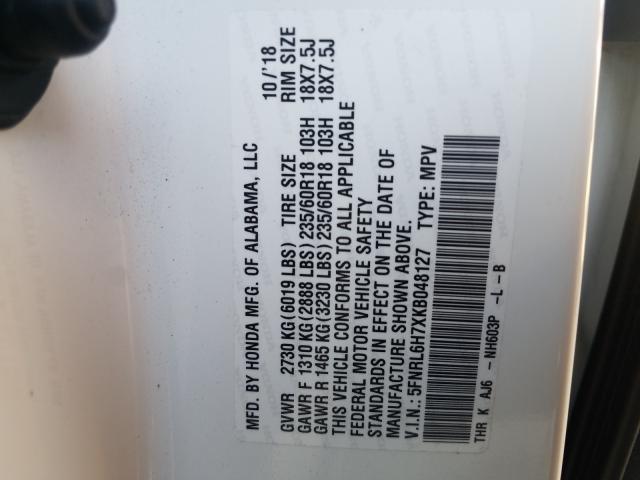 MFD. BY HONDA MFG. OF ALABAMA, LLC 10/'18
GVWR 2730 KG(6019 LBS) TIRE SIZE RIM SIZE
GAWR F 1310 KG(2888 LBS) 235/60R18 103H 18X7.5J
GAWR R 1465 KG(3230 LBS) 235/60R18 103H 18X7.5J
THIS VEHICLE CONFORMS TO ALL APPLICABLE
FEDERAL MOTOR VEHICLE SAFETY
STANDARDS IN EFFECT ON THE DATE OF
MANUFACTURE SHOWN ABOVE.
V.I.N.: 5FNRL6H7XKB048127 TYPE: MPV
THR K AJ6 - NH603P -L-B